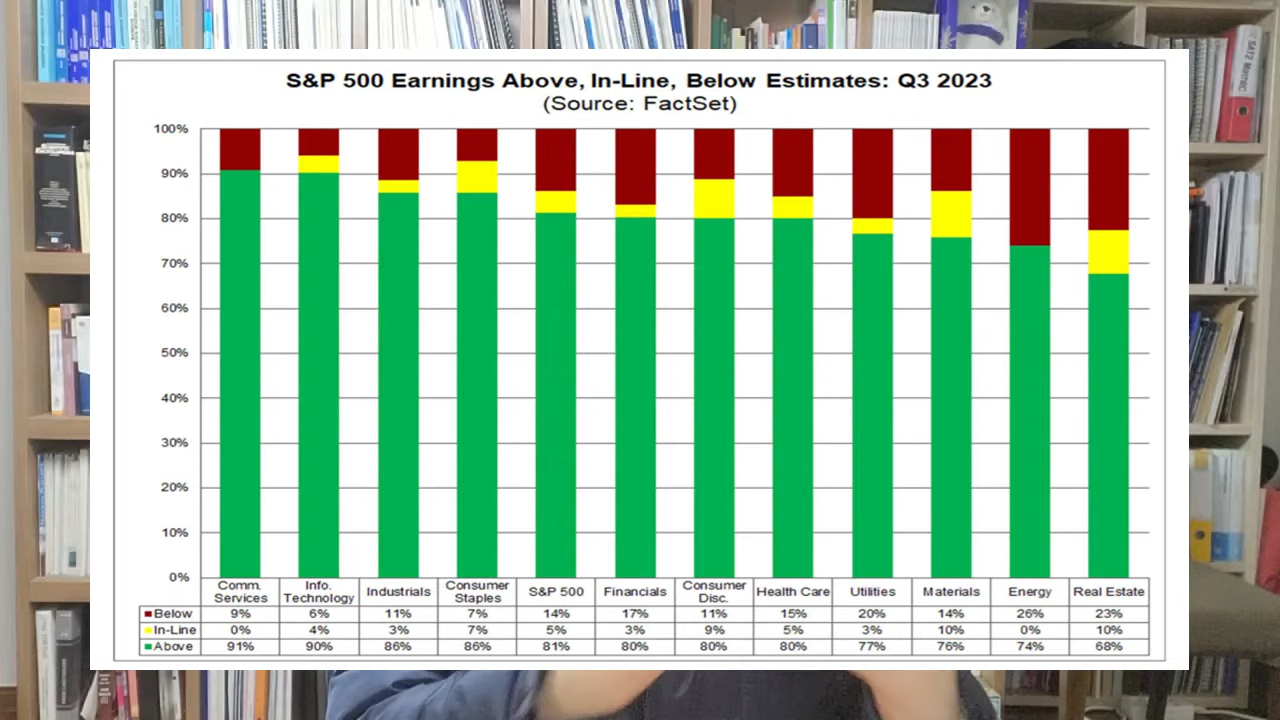 S&P 500 Earnings Above, In-Line, Below Estimates: Q3 2023
(Source: FactSet)
100%
90%
80%
70%
60%
50%
40%
30%
20%
10%
0%
Comm. Services Info. Technology Industrials Consumer Staples S&P 500 Financials Consumer Disc. Health Care Utilities Materials Energy Real Estate
Below 9% 6% 11% 7% 14% 17% 11% 15% 20% 14% 26% 23%
In-Line 0% 4% 3% 7% 5% 3% 9% 5% 3% 10% 0% 10%
Above 91% 90% 86% 86% 81% 80% 80% 80% 77% 76% 74% 68%